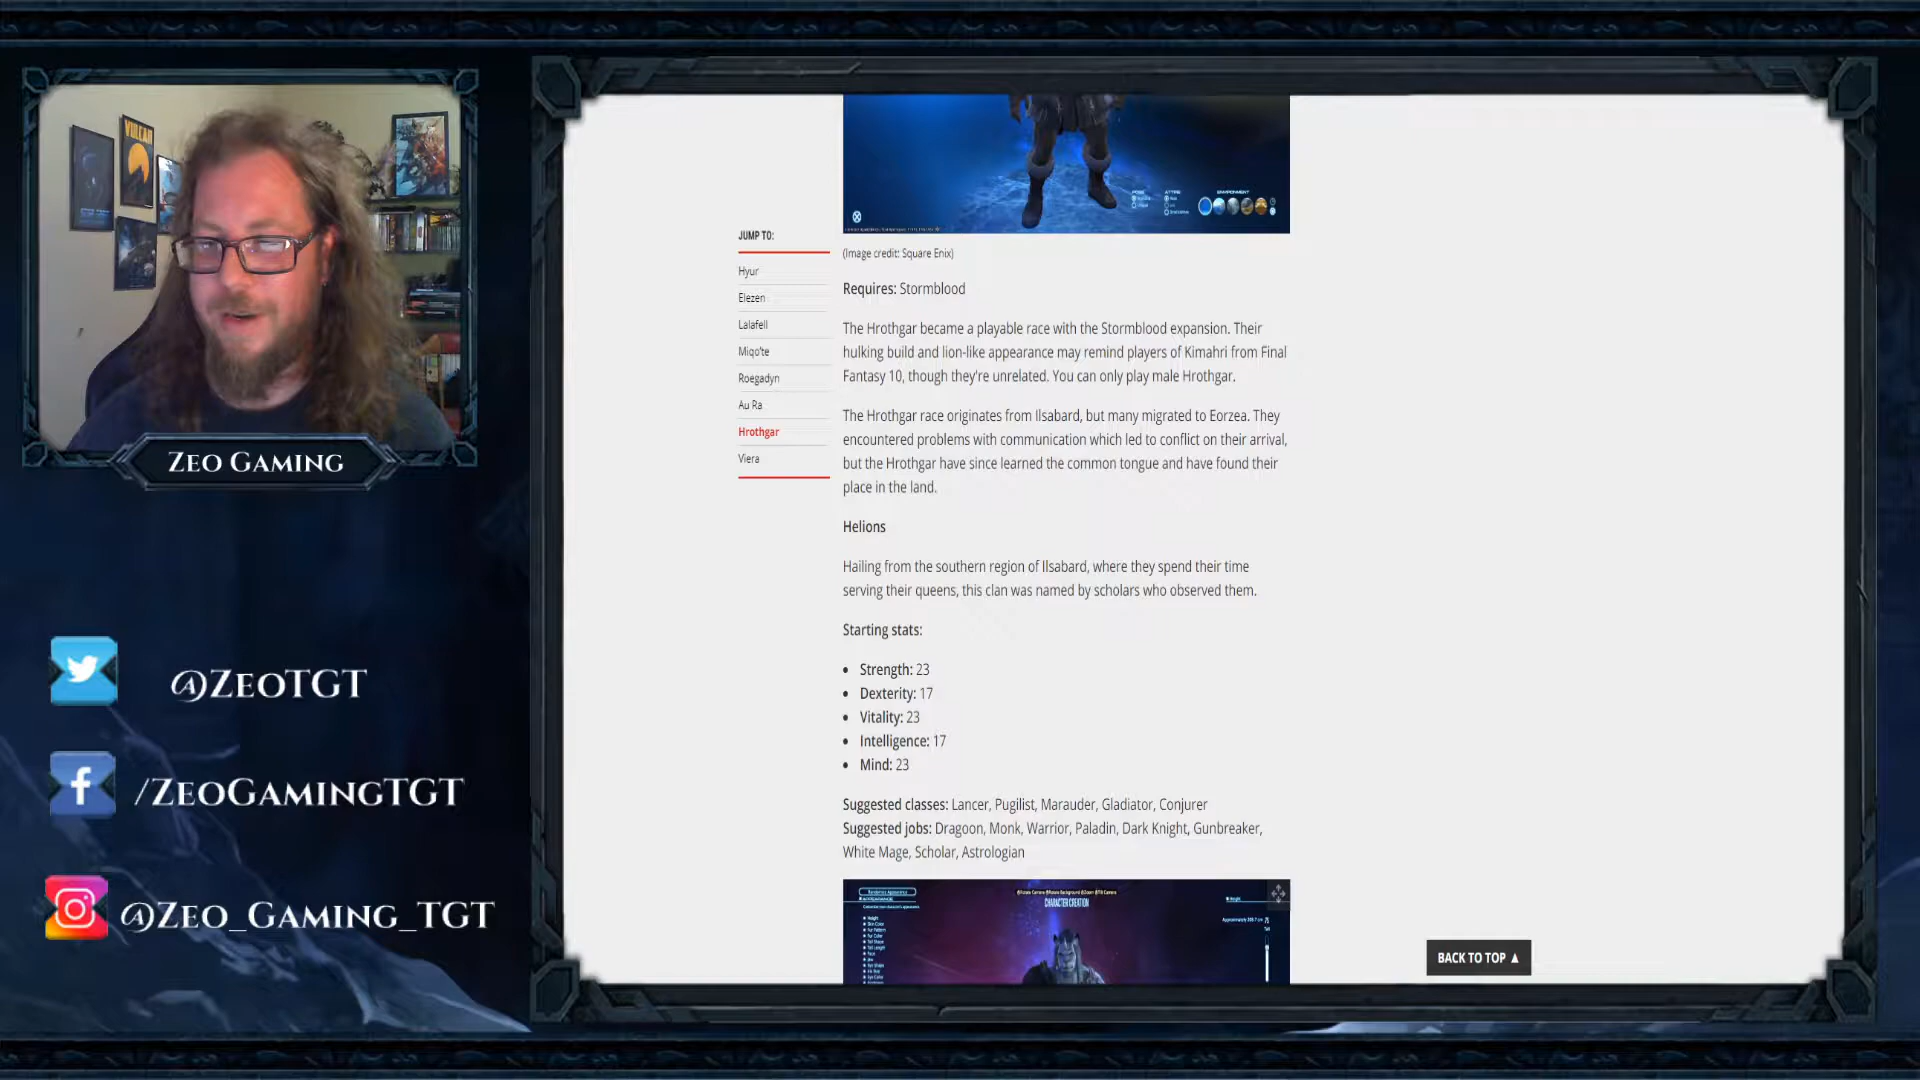 VULCAN
ZEO GAMING
@ZEOTGT
/ZEOGAMINGTGT
@ZEO_GAMING_TGT
JUMP TO:
Hyur
Elezen
Lalafell
Miqo'te
Roegadyn
Au Ra
Hrothgar
Viera
(Image credit: Square Enix)
Requires: Stormblood
The Hrothgar became a playable race with the Stormblood expansion. Their
hulking build and lion-like appearance may remind players of Kimahri from Final
Fantasy 10, though they're unrelated. You can only play male Hrothgar.
The Hrothgar race originates from Ilsabard, but many migrated to Eorzea. They
encountered problems with communication which led to conflict on their arrival,
but the Hrothgar have since learned the common tongue and have found their
place in the land.
Helions
Hailing from the southern region of Ilsabard, where they spend their time
serving their queens, this clan was named by scholars who observed them.
Starting stats:
• Strength: 23
• Dexterity: 17
• Vitality: 23
• Intelligence: 17
• Mind: 23
Suggested classes: Lancer, Pugilist, Marauder, Gladiator, Conjurer
Suggested jobs: Dragoon, Monk, Warrior, Paladin, Dark Knight, Gunbreaker,
White Mage, Scholar, Astrologian
CHARACTER CREATION
BACK TO TOP ▲